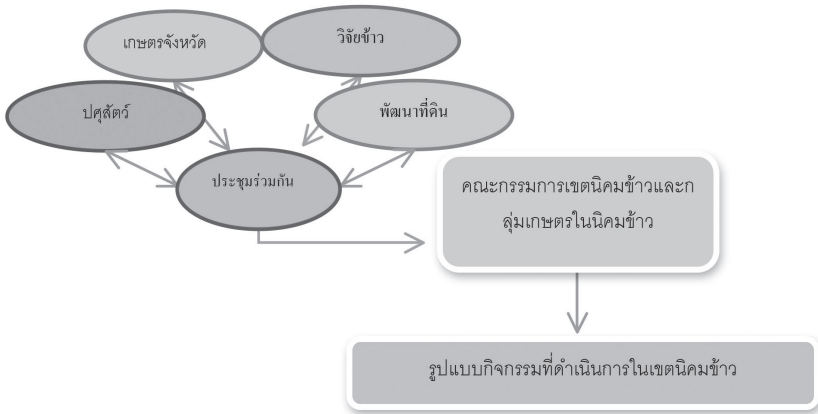 เกษตรจังหวัด
วิจัยข้าว
ปศุสัตว์
พัฒนาที่ดิน
ประชุมร่วมกัน
คณะกรรมการเขตนิคมข้าวและก
ลุ่มเกษตรในนิคมข้าว
รูปแบบกิจกรรมที่ดำเนินการในเขตนิคมข้าว